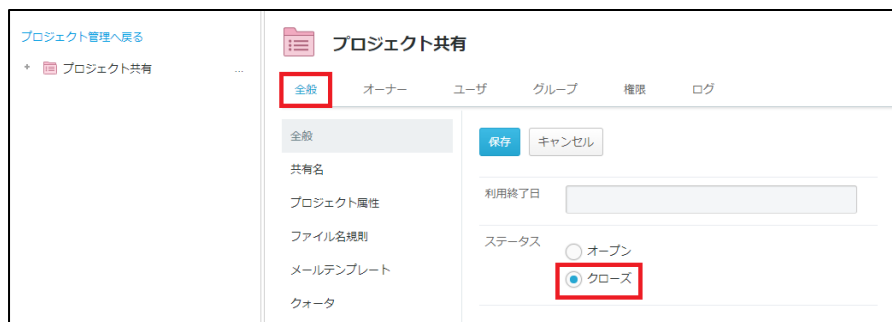 プロジェクト管理へ戻る
+ プロジェクト共有 ...
プロジェクト共有
全般 オーナー ユーザ グループ 権限 ログ
全般
共有名
プロジェクト属性
ファイル名規則
メールテンプレート
クォータ
保存 キャンセル
利用終了日
ステータス
オープン
クローズ